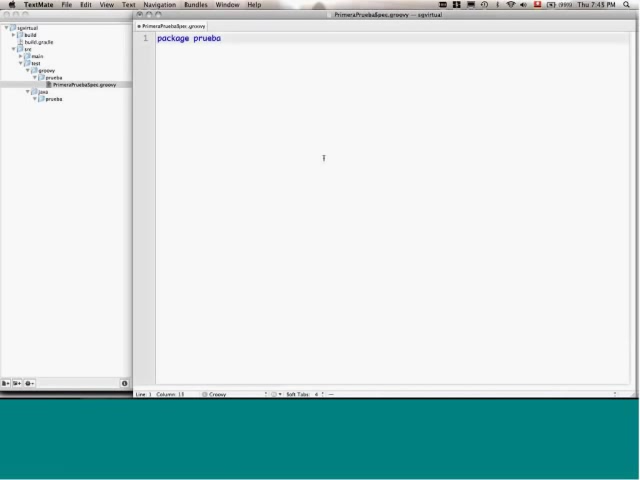 TextMate File Edit View Text Navigation Bundles Window Help (99%) Thu 7:45 PM
PrimeraPruebaSpec.groovy — sgvirtual
PrimeraPruebaSpec.groovy
sgvirtual
build
build.gradle
src
main
test
groovy
prueba
PrimeraPruebaSpec.groovy
java
prueba
1 package prueba
Line: 1 Column: 15 Groovy Soft Tabs: 4 —